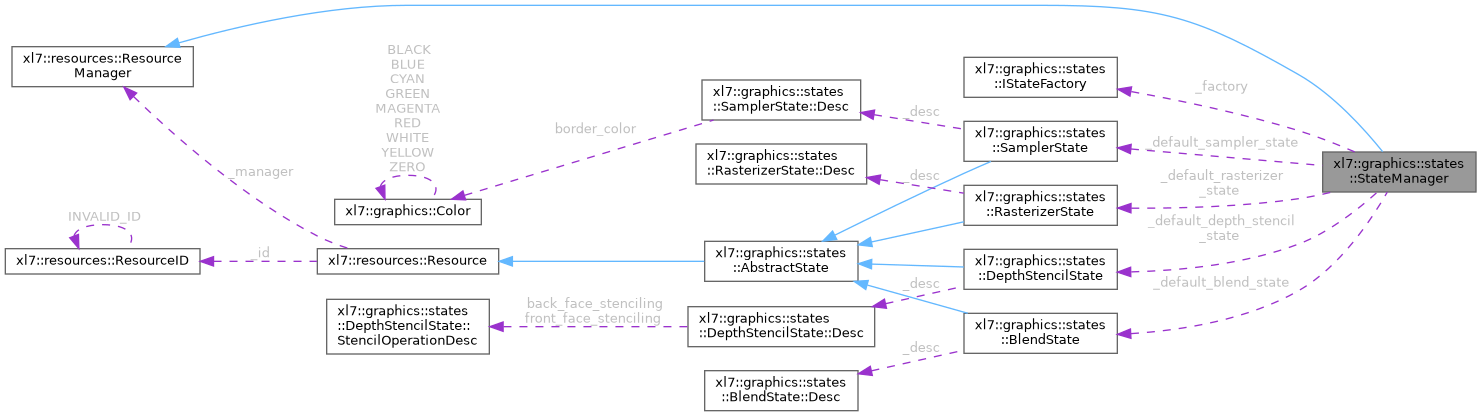 xl7::resources::Resource
Manager
_manager
INVALID_ID
xl7::resources::ResourceID
_id
BLACK
BLUE
CYAN
GREEN
MAGENTA
RED
WHITE
YELLOW
ZERO
xl7::graphics::Color
xl7::resources::Resource
xl7::graphics::states
::DepthStencilState::
StencilOperationDesc
border_color
back_face_stenciling
front_face_stenciling
xl7::graphics::states
::SamplerState::Desc
xl7::graphics::states
::RasterizerState::Desc
xl7::graphics::states
::AbstractState
xl7::graphics::states
::DepthStencilState::Desc
xl7::graphics::states
::BlendState::Desc
_desc
_desc
_desc
_desc
xl7::graphics::states
::IStateFactory
xl7::graphics::states
::SamplerState
xl7::graphics::states
::RasterizerState
xl7::graphics::states
::DepthStencilState
xl7::graphics::states
::BlendState
_factory
_default_sampler_state
_default_rasterizer
_state
_default_depth_stencil
_state
_default_blend_state
xl7::graphics::states
::StateManager